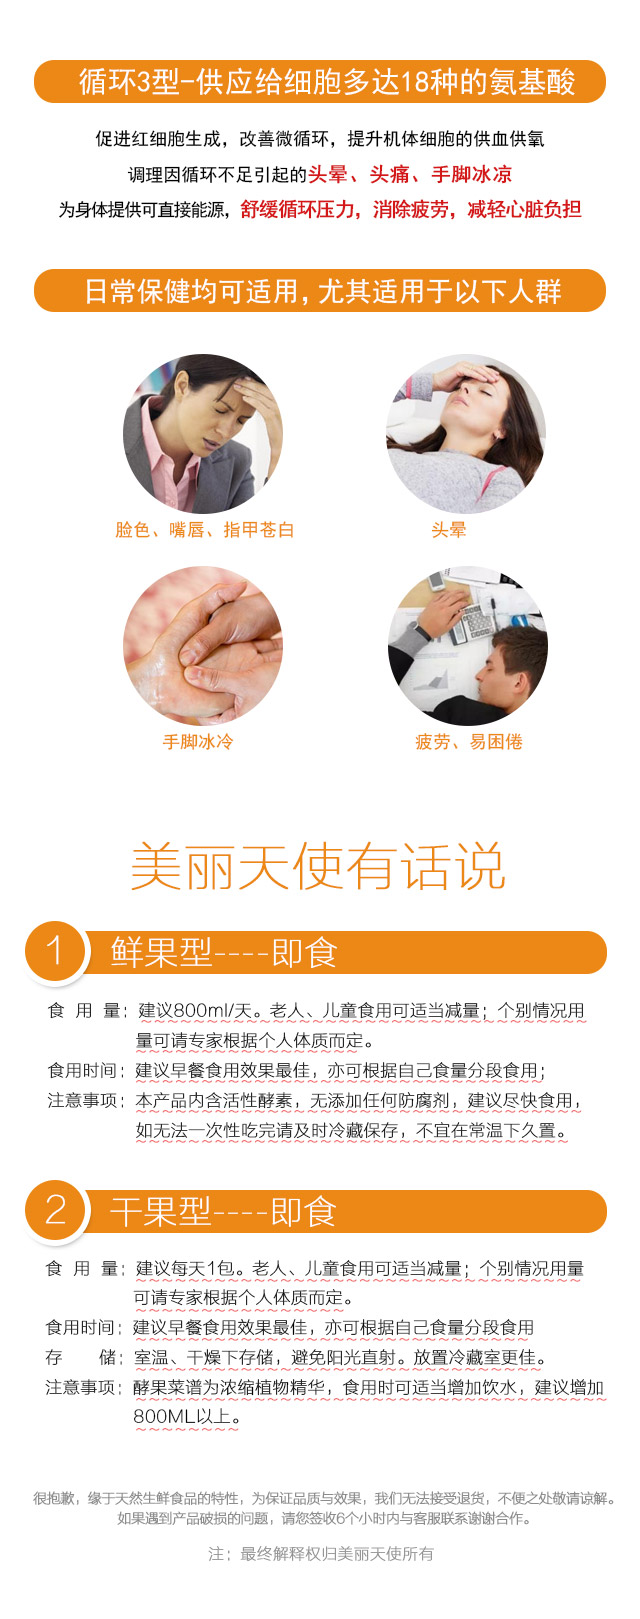 循环3型-供应给细胞多达18种的氨基酸
促进红细胞生成，改善微循环，提升机体细胞的供血供氧
调理因循环不足引起的头晕、头痛、手脚冰凉
为身体提供可直接能源，舒缓循环压力，消除疲劳，减轻心脏负担
日常保健均可适用，尤其适用于以下人群
脸色、嘴唇、指甲苍白
头晕
手脚冰冷
疲劳、易困倦
美丽天使有话说
1 鲜果型----即食
食 用 量：建议800ml/天。老人、儿童食用可适当减量；个别情况用
量可请专家根据个人体质而定。
食用时间：建议早餐食用效果最佳，亦可根据自己食量分段食用；
注意事项：本产品内含活性酵素，无添加任何防腐剂，建议尽快食用，
如无法一次性吃完请及时冷藏保存，不宜在常温下久置。
2 干果型----即食
食 用 量：建议每天1包。老人、儿童食用可适当减量；个别情况用量
可请专家根据个人体质而定。
食用时间：建议早餐食用效果最佳，亦可根据自己食量分段食用
存 储：室温、干燥下存储，避免阳光直射。放置冷藏室更佳。
注意事项：酵果菜谱为浓缩植物精华，食用时可适当增加饮水，建议增加
800ML以上。
很抱歉，缘于天然生鲜食品的特性，为保证品质与效果，我们无法接受退货，不便之处敬请谅解。
如果遇到产品破损的问题，请您签收6个小时内与客服联系谢谢合作。
注：最终解释权归美丽天使所有